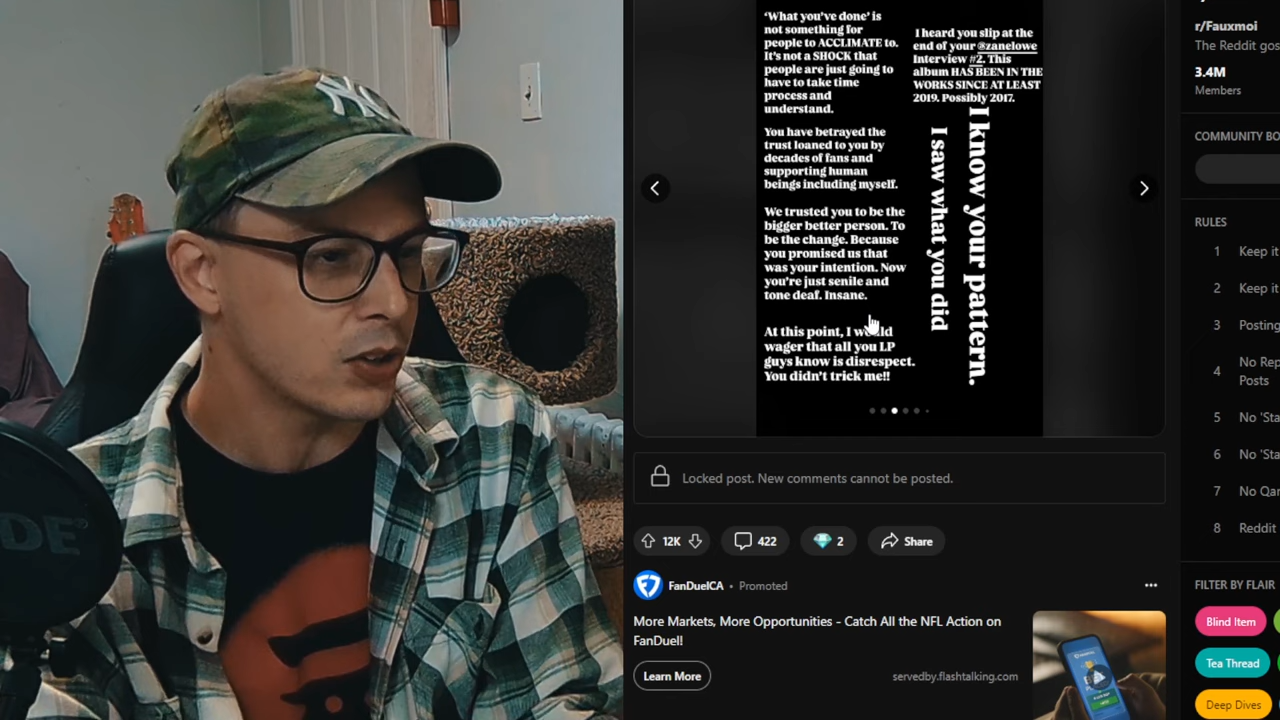 NY
DE
'What you've done' is
not something for
people to ACCLIMATE to.
It's not a SHOCK that
people are just going to
have to take time
process and
understand.
You have betrayed the
trust loaned to you by
decades of fans and
supporting human
beings including myself.
We trusted you to be the
bigger better person. To
be the change. Because
you promised us that
was your intention. Now
you're just senile and
tone deaf. Insane.
At this point, I would
wager that all you LP
guys know is disrespect.
You didn't trick me!!
I heard you slip at the
end of your @zanelowe
Interview #2. This
album HAS BEEN IN THE
WORKS SINCE AT LEAST
2019. Possibly 2017.
I know your pattern.
I saw what you did
Locked post. New comments cannot be posted.
12K
422
2
Share
FanDuelCA • Promoted
More Markets, More Opportunities - Catch All the NFL Action on
FanDuel!
Learn More
servedby.flashtalking.com
r/Fauxmoi
The Reddit gos
3.4M
Members
COMMUNITY BO
RULES
1 Keep it
2 Keep it
3 Posting
4 No Rep
Posts
5 No 'Sta
6 No 'Sta
7 No Qan
8 Reddit
FILTER BY FLAIR
Blind Item
Tea Thread
Deep Dives